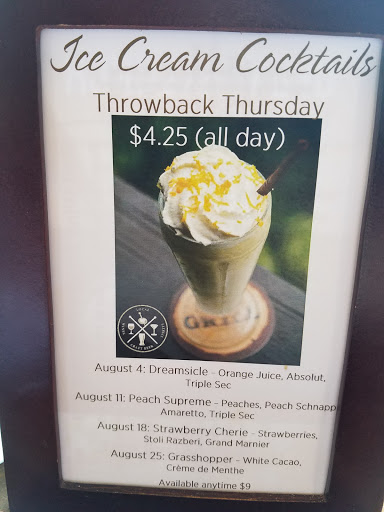 Ice Cream Cocktails
Throwback Thursday
$4.25 (all day)
August 4: Dreamsicle - Orange Juice, Absolut,
Triple Sec
August 11: Peach Supreme - Peaches, Peach Schnapp
Amaretto, Triple Sec
August 18: Strawberry Cherie - Strawberries,
Stoli Razberi, Grand Marnier
August 25: Grasshopper - White Cacao,
Crème de Menthe
Available anytime $9